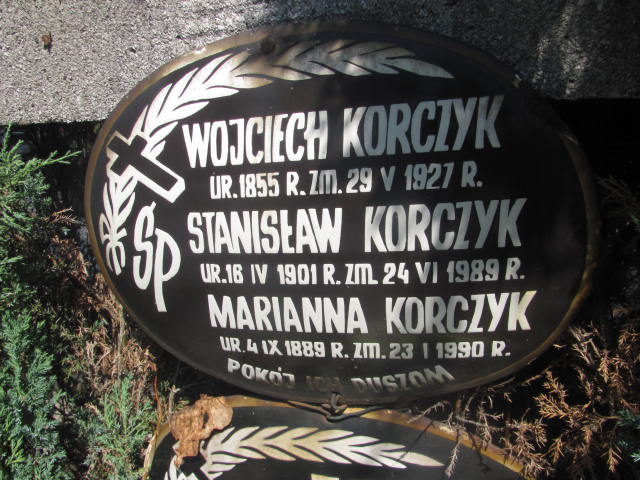 WOJCIECH KORCZYK
UR. 1855 R. ZM. 29 V 1927 R.
STANISŁAW KORCZYK
UR. 16 IV 1901 R. ZM. 24 VI 1989 R.
ŚP
MARIANNA KORCZYK
UR. 4 IX 1889 R. ZM. 23 I 1990 R.
POKÓJ ICH DUSZOM